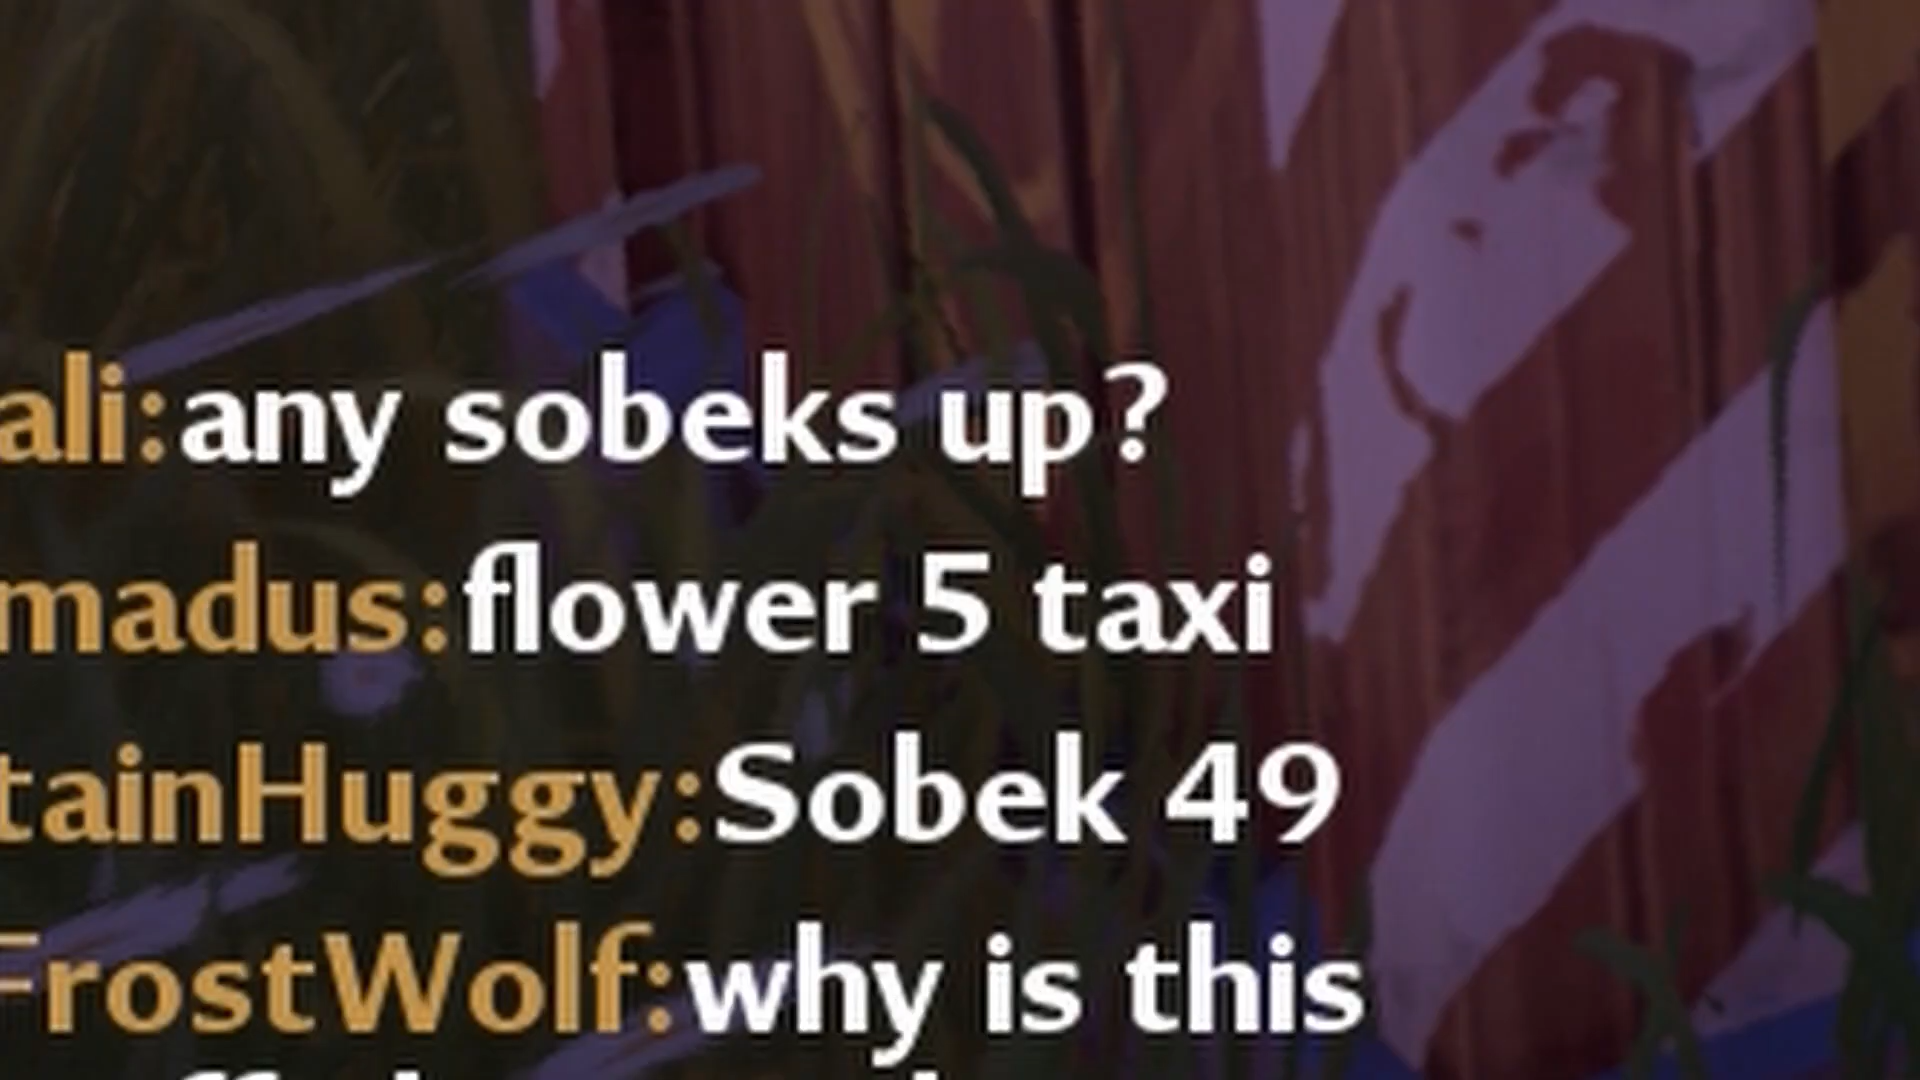 ali:any sobeks up?
madus:flower 5 taxi
tainHuggy:Sobek 49
FrostWolf:why is this